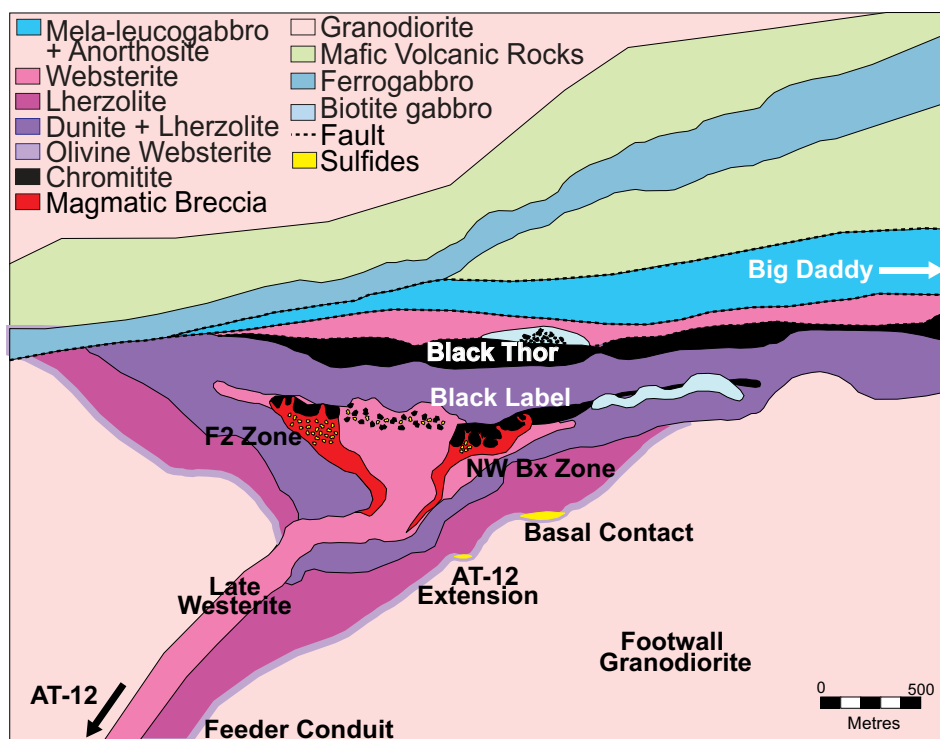 Mela-leucogabbro
+ Anorthosite
Websterite
Lherzolite
Dunite + Lherzolite
Olivine Websterite
Chromitite
Magmatic Breccia
Granodiorite
Mafic Volcanic Rocks
Ferrogabbro
Biotite gabbro
Fault
Sulfides
Big Daddy
Black Thor
Black Label
F2 Zone
NW Bx Zone
Basal Contact
AT-12
Extension
Late
Westerite
Footwall
Granodiorite
AT-12
Feeder Conduit
0 500
Metres